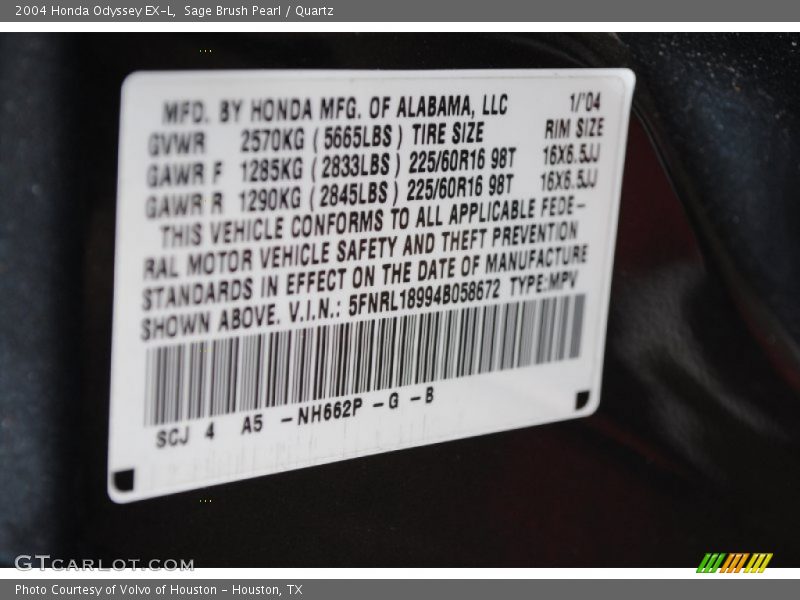 2004 Honda Odyssey EX-L, Sage Brush Pearl / Quartz
MFD. BY HONDA MFG. OF ALABAMA, LLC 1/'04
GVWR 2570KG (5665LBS) TIRE SIZE RIM SIZE
GAWR F 1285KG (2833LBS) 225/60R16 98T 16X6.5JJ
GAWR R 1290KG (2845LBS) 225/60R16 98T 16X6.5JJ
THIS VEHICLE CONFORMS TO ALL APPLICABLE FEDE-
RAL MOTOR VEHICLE SAFETY AND THEFT PREVENTION
STANDARDS IN EFFECT ON THE DATE OF MANUFACTURE
SHOWN ABOVE. V.I.N.: 5FNRL18994B058672 TYPE:MPV
SCJ 4 A5 -NH662P -G -B
GTCARLOT.COM
Photo Courtesy of Volvo of Houston - Houston, TX